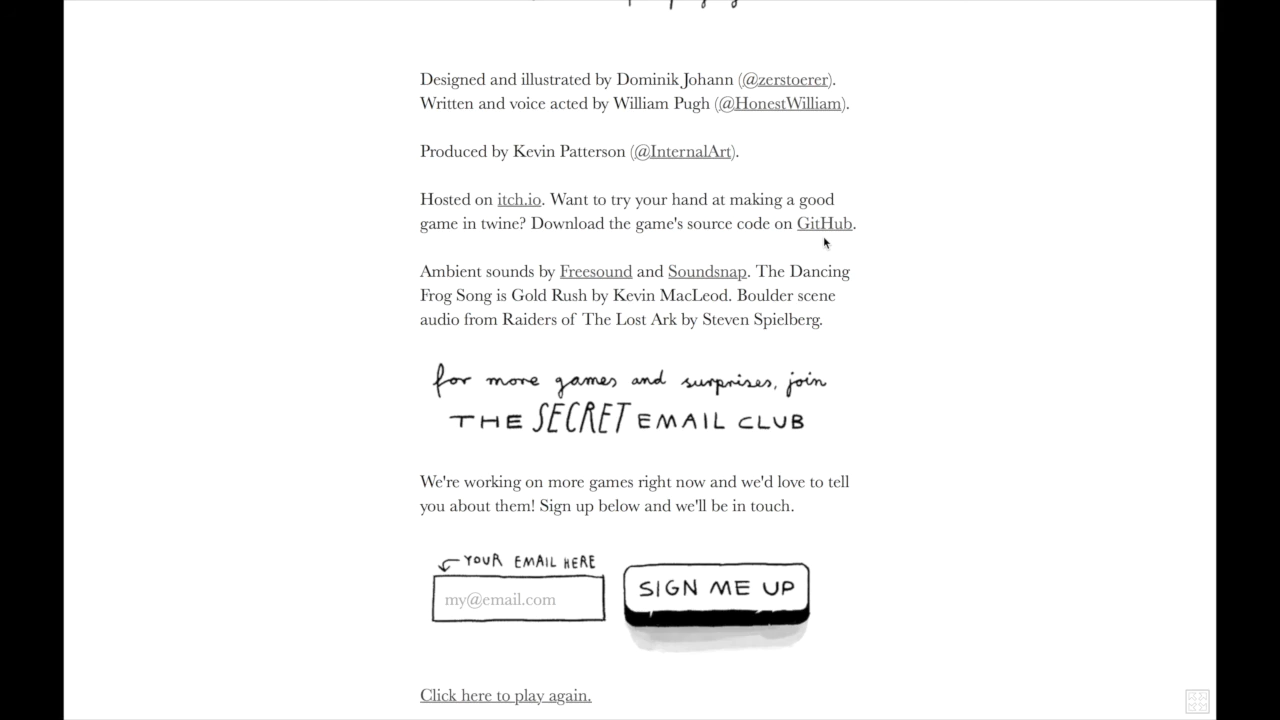 Designed and illustrated by Dominik Johann (@zerstoerer).
Written and voice acted by William Pugh (@HonestWilliam).
Produced by Kevin Patterson (@InternalArt).
Hosted on itch.io. Want to try your hand at making a good
game in twine? Download the game's source code on GitHub.
Ambient sounds by Freesound and Soundsnap. The Dancing
Frog Song is Gold Rush by Kevin MacLeod. Boulder scene
audio from Raiders of The Lost Ark by Steven Spielberg.
for more games and surprises, join
THE SECRET EMAIL CLUB
We're working on more games right now and we'd love to tell
you about them! Sign up below and we'll be in touch.
YOUR EMAIL HERE
my@email.com
SIGN ME UP
Click here to play again.